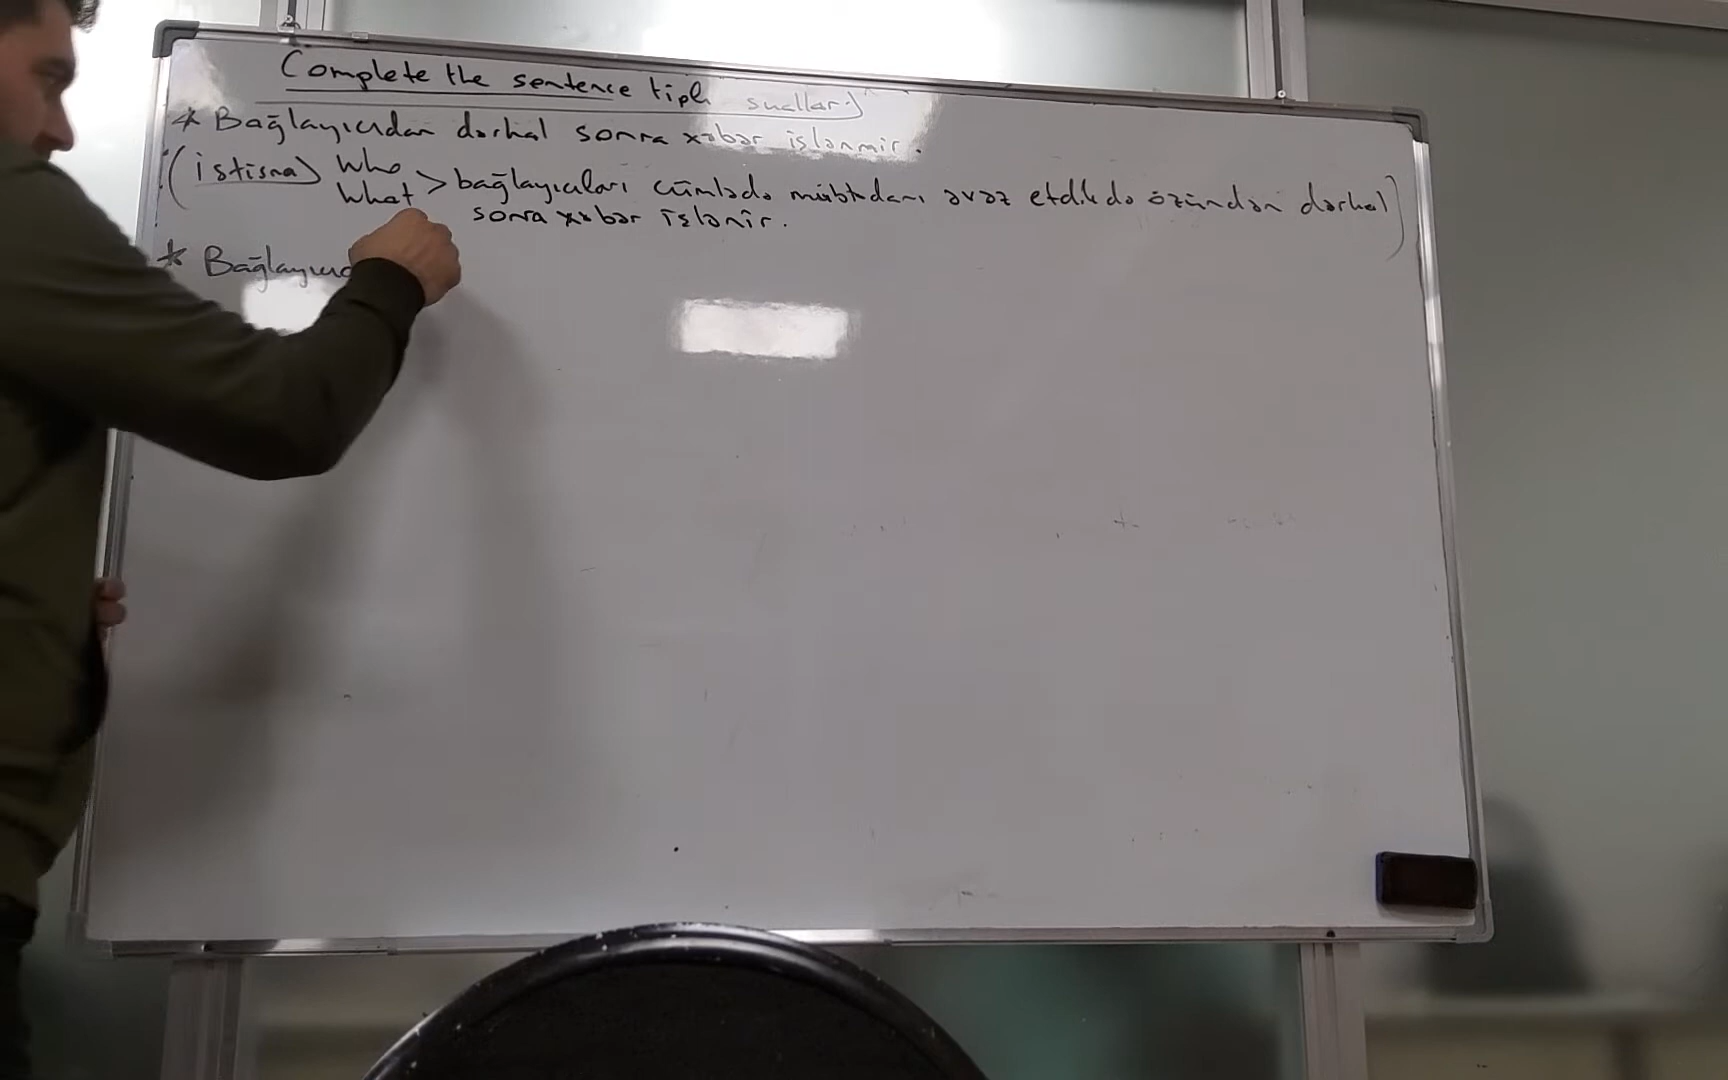 Complete the sentence tipli suallar:
* Bağlayıcıdan dərhal sonra xəbər işlənmir.
(istisna) Who
What > bağlayıcıları cümlədə mübtədanı əvəz etdikdə özündən dərhal
sonra xəbər işlənir.)
* Bağlayıcıd